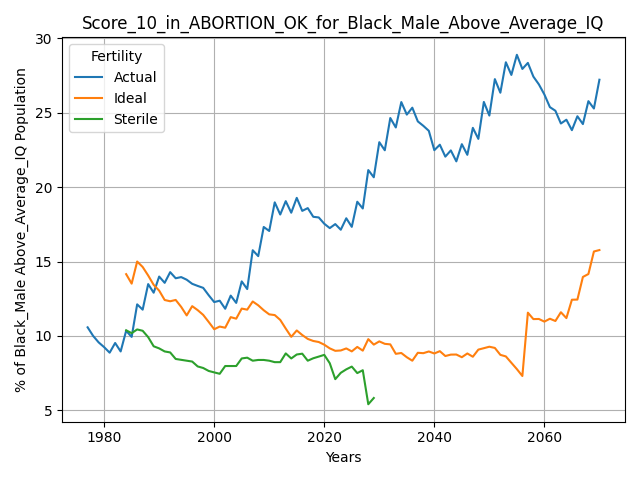 Score_10_in_ABORTION_OK_for_Black_Male_Above_Average_IQ
% of Black_Male Above_Average_IQ Population
30
25
20
15
10
5
Fertility
Actual
Ideal
Sterile
1980
2000
2020
2040
2060
Years